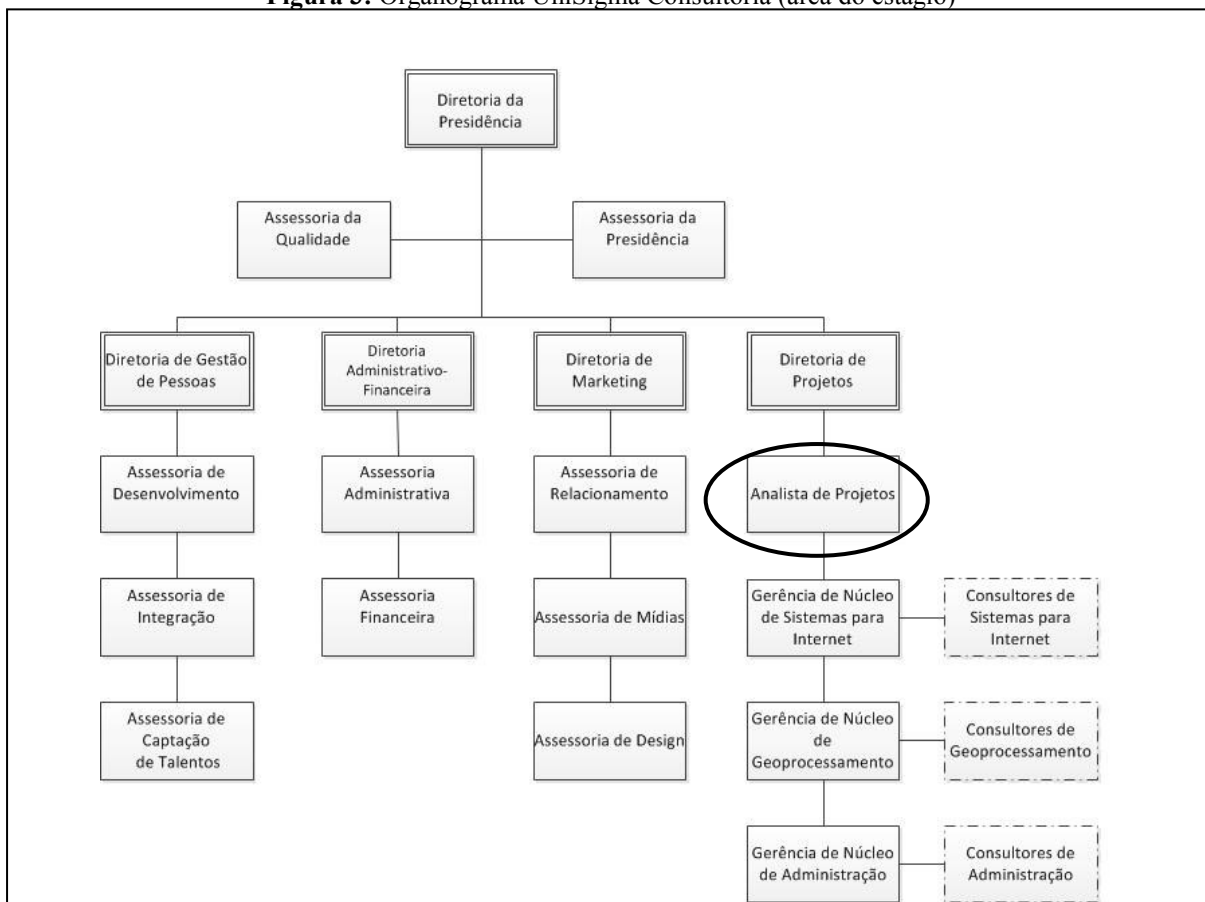 Figura 3: Organograma UniSigma Consultoria (área do estágio)
Diretoria da
Presidência
Assessoria da
Qualidade
Assessoria da
Presidência
Diretoria de Gestão
de Pessoas
Diretoria
Administrativo-
Financeira
Diretoria de
Marketing
Diretoria de
Projetos
Assessoria de
Desenvolvimento
Assessoria
Administrativa
Assessoria de
Relacionamento
Analista de Projetos
Assessoria de
Integração
Assessoria
Financeira
Assessoria de Mídias
Gerência de Núcleo
de Sistemas para
Internet
Consultores de
Sistemas para
Internet
Assessoria de
Captação
de Talentos
Assessoria de Design
Gerência de Núcleo
de
Geoprocessamento
Consultores de
Geoprocessamento
Gerência de Núcleo
de Administração
Consultores de
Administração